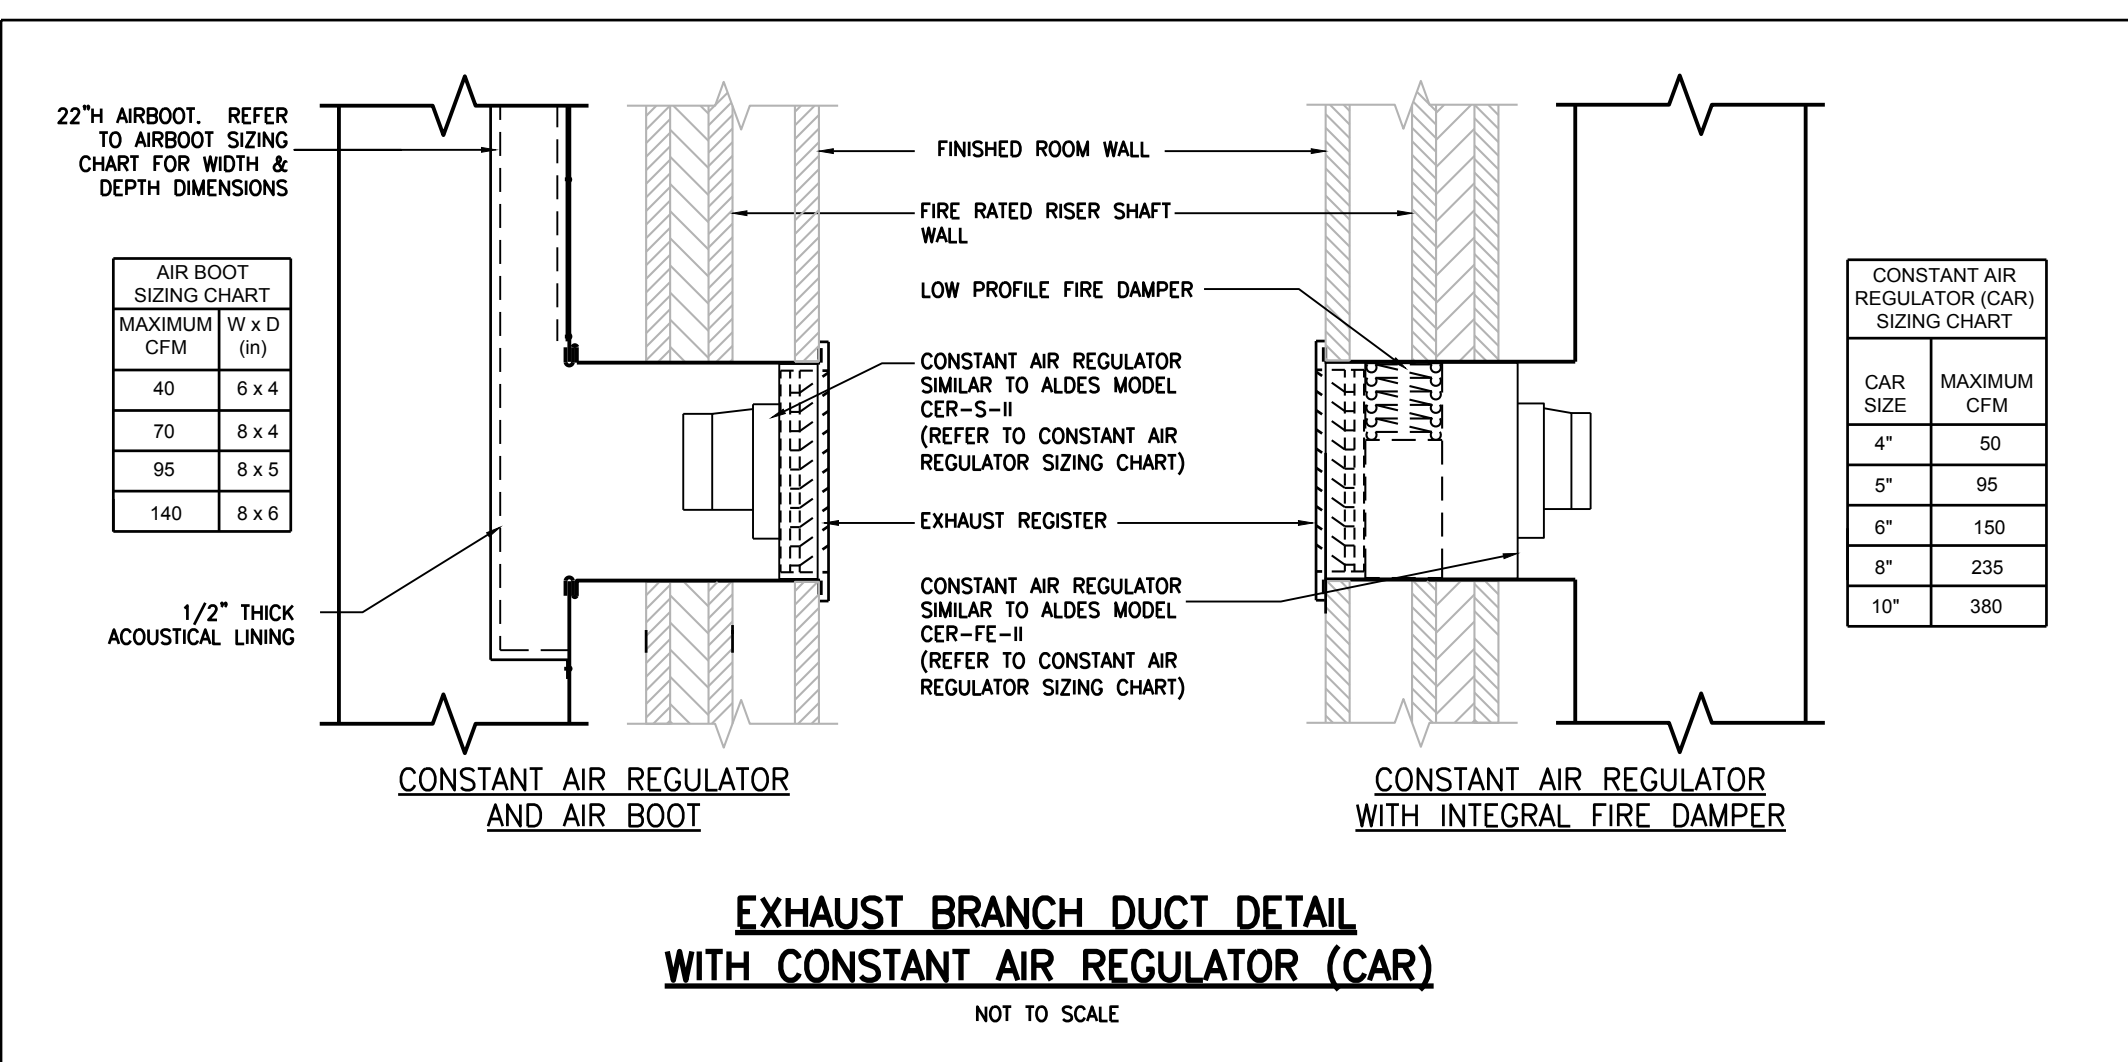 22"H AIRBOOT. REFER
TO AIRBOOT SIZING
CHART FOR WIDTH &
DEPTH DIMENSIONS
AIR BOOT
SIZING CHART
MAXIMUM CFM W x D (in)
40 6 x 4
70 8 x 4
95 8 x 5
140 8 x 6
1/2" THICK
ACOUSTICAL LINING
FINISHED ROOM WALL
FIRE RATED RISER SHAFT
WALL
LOW PROFILE FIRE DAMPER
CONSTANT AIR REGULATOR
SIMILAR TO ALDES MODEL
CER-S-II
(REFER TO CONSTANT AIR
REGULATOR SIZING CHART)
EXHAUST REGISTER
CONSTANT AIR REGULATOR
SIMILAR TO ALDES MODEL
CER-FE-II
(REFER TO CONSTANT AIR
REGULATOR SIZING CHART)
CONSTANT AIR
REGULATOR (CAR)
SIZING CHART
CAR SIZE MAXIMUM CFM
4" 50
5" 95
6" 150
8" 235
10" 380
CONSTANT AIR REGULATOR
AND AIR BOOT
CONSTANT AIR REGULATOR
WITH INTEGRAL FIRE DAMPER
EXHAUST BRANCH DUCT DETAIL
WITH CONSTANT AIR REGULATOR (CAR)
NOT TO SCALE